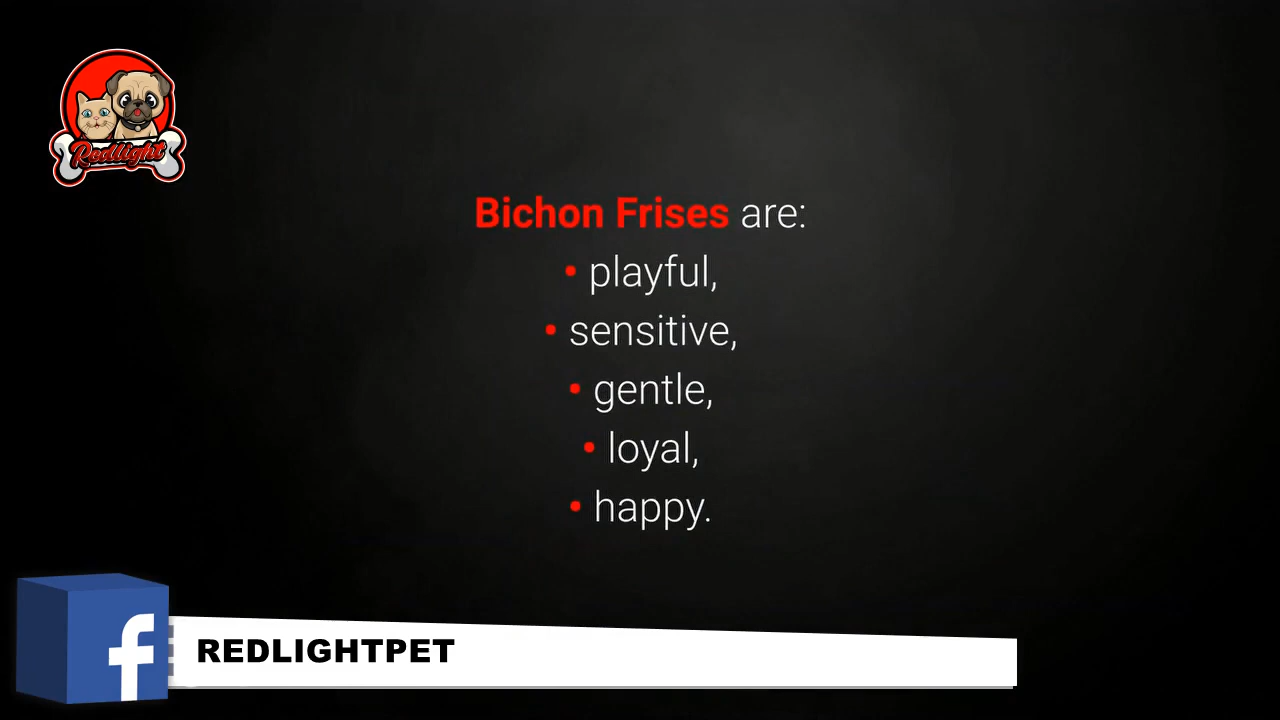 Redlight
Bichon Frises are:
• playful,
• sensitive,
• gentle,
• loyal,
• happy.
f
REDLIGHTPET